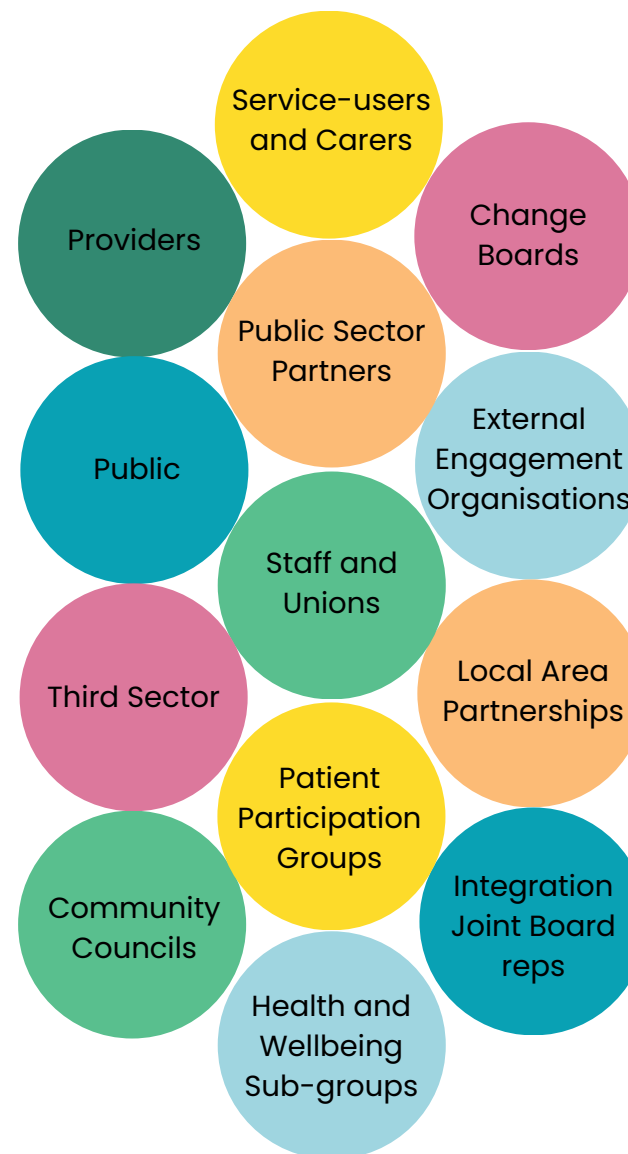 Service-users
and Carers
Providers
Change
Boards
Public Sector
Partners
Public
External
Engagement
Organisations
Staff and
Unions
Third Sector
Local Area
Partnerships
Patient
Participation
Groups
Community
Councils
Integration
Joint Board
reps
Health and
Wellbeing
Sub-groups